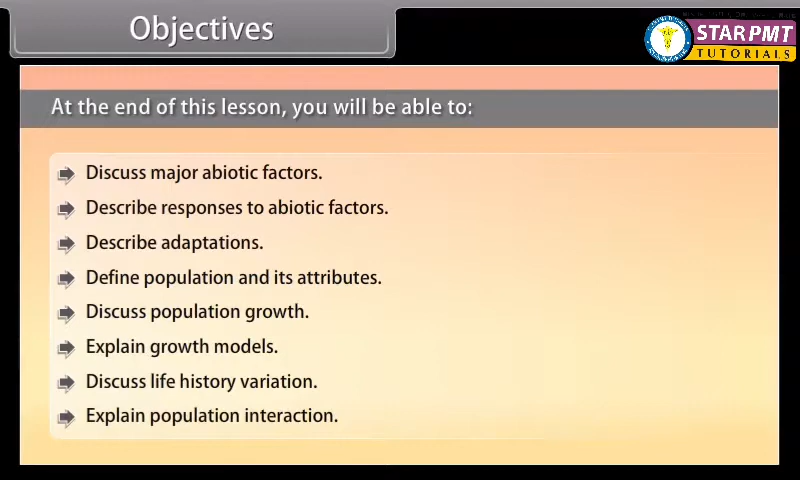 Objectives
STAR PMT
TUTORIALS
At the end of this lesson, you will be able to:
Discuss major abiotic factors.
Describe responses to abiotic factors.
Describe adaptations.
Define population and its attributes.
Discuss population growth.
Explain growth models.
Discuss life history variation.
Explain population interaction.